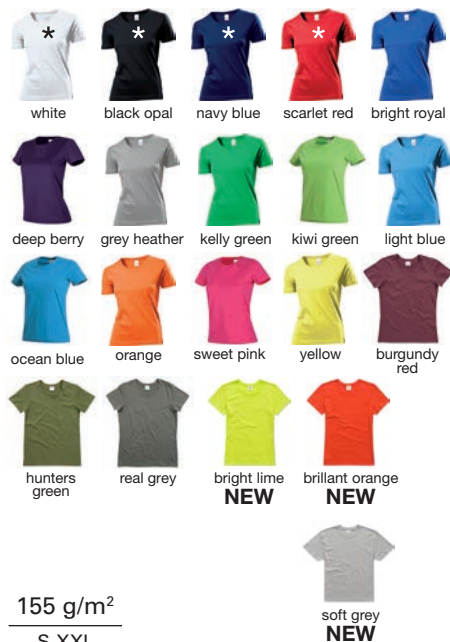 * * * *
white black opal navy blue scarlet red bright royal
deep berry grey heather kelly green kiwi green light blue
ocean blue orange sweet pink yellow burgundy
red
hunters real grey bright lime brillant orange
green NEW NEW
155 g/m²
soft grey
S-XXL NEW